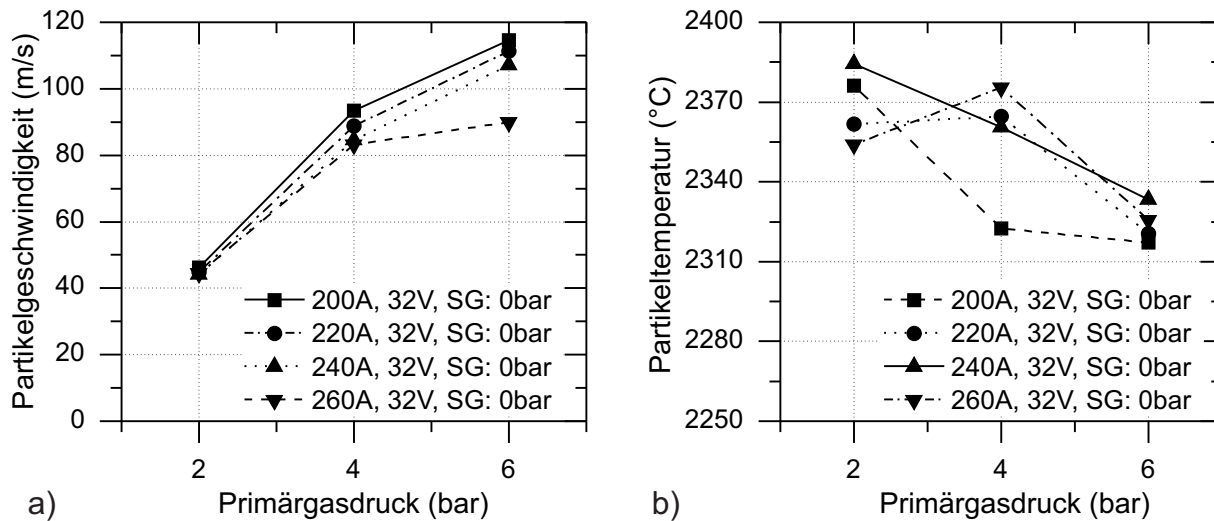 120
100
80
60
40
20
0
Partikelgeschwindigkeit (m/s)
200A, 32V, SG: 0bar
220A, 32V, SG: 0bar
240A, 32V, SG: 0bar
260A, 32V, SG: 0bar
2 4 6
Primärgasdruck (bar)
a)
2400
2370
2340
2310
2280
2250
Partikeltemperatur (°C)
200A, 32V, SG: 0bar
220A, 32V, SG: 0bar
240A, 32V, SG: 0bar
260A, 32V, SG: 0bar
2 4 6
Primärgasdruck (bar)
b)